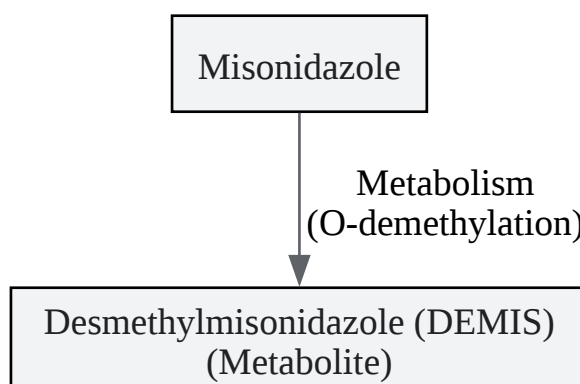 Misonidazole
Metabolism
(O-demethylation)
Desmethylmisonidazole (DEMIS)
(Metabolite)